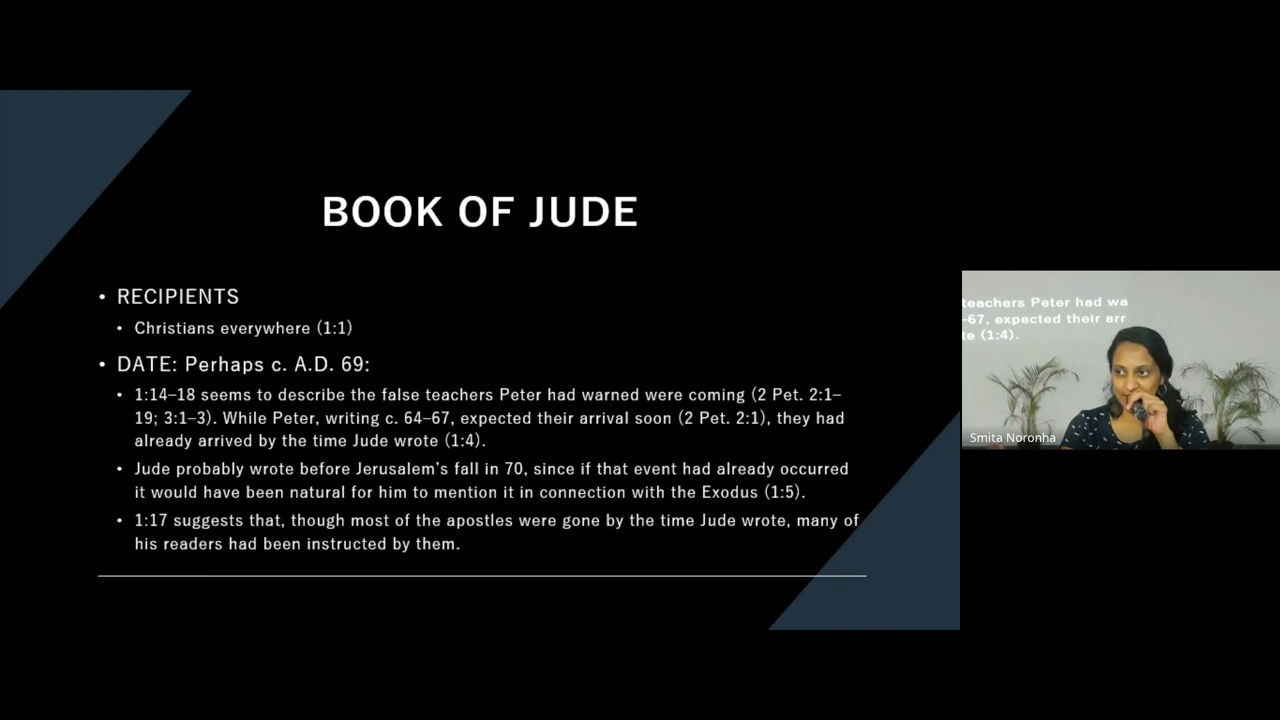 BOOK OF JUDE
• RECIPIENTS
• Christians everywhere (1:1)
• DATE: Perhaps c. A.D. 69:
• 1:14–18 seems to describe the false teachers Peter had warned were coming (2 Pet. 2:1–
19; 3:1–3). While Peter, writing c. 64–67, expected their arrival soon (2 Pet. 2:1), they had
already arrived by the time Jude wrote (1:4).
• Jude probably wrote before Jerusalem’s fall in 70, since if that event had already occurred
it would have been natural for him to mention it in connection with the Exodus (1:5).
• 1:17 suggests that, though most of the apostles were gone by the time Jude wrote, many of
his readers had been instructed by them.
teachers Peter had wa
-67, expected their arr
te (1:4).
Smita Noronha